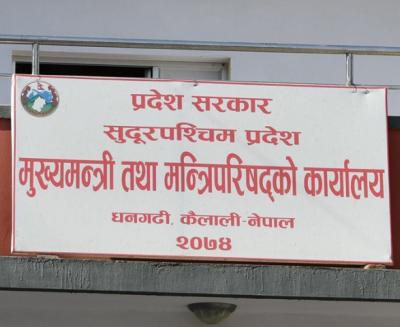 प्रदेश सरकार
सुदूरपश्चिम प्रदेश
मुख्यमन्त्री तथा मन्त्रिपरिषद्को कार्यालय
धनगढी, कैलाली-नेपाल
२०७४